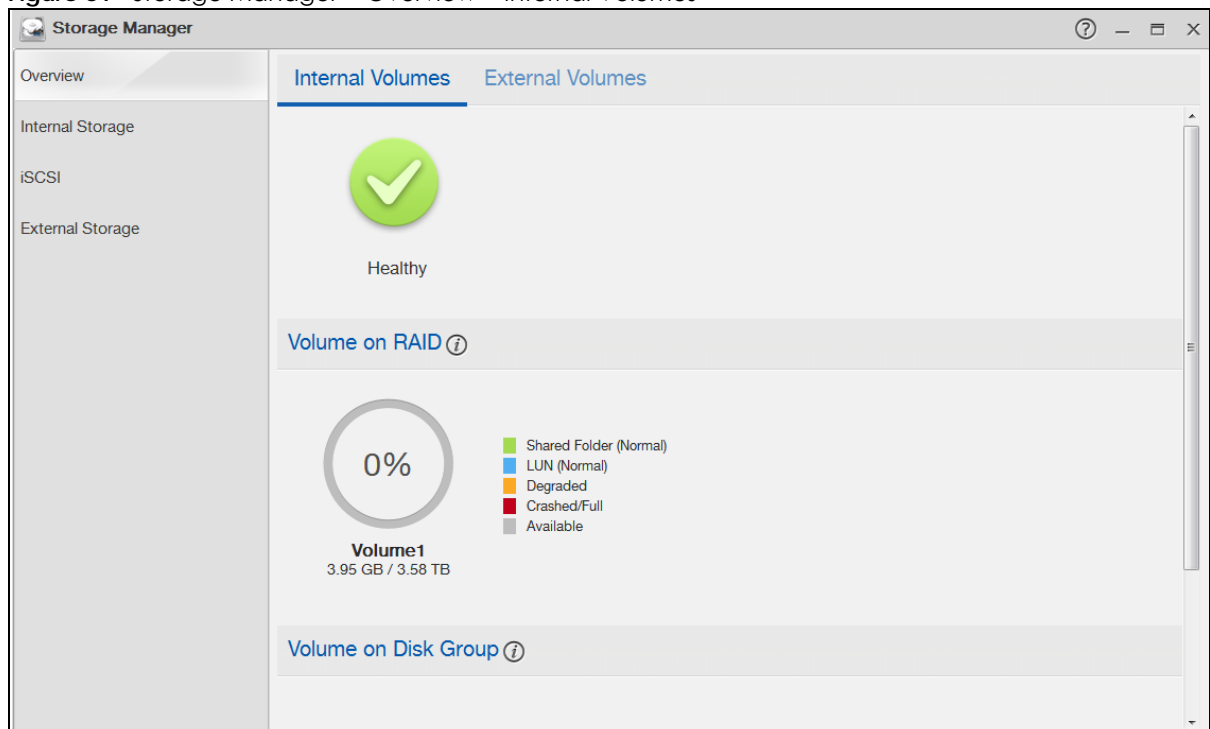 Storage Manager
Overview
Internal Storage
iSCSI
External Storage
Internal Volumes External Volumes
Healthy
Volume on RAID
0%
Volume1
3.95 GB / 3.58 TB
Shared Folder (Normal)
LUN (Normal)
Degraded
Crashed/Full
Available
Volume on Disk Group